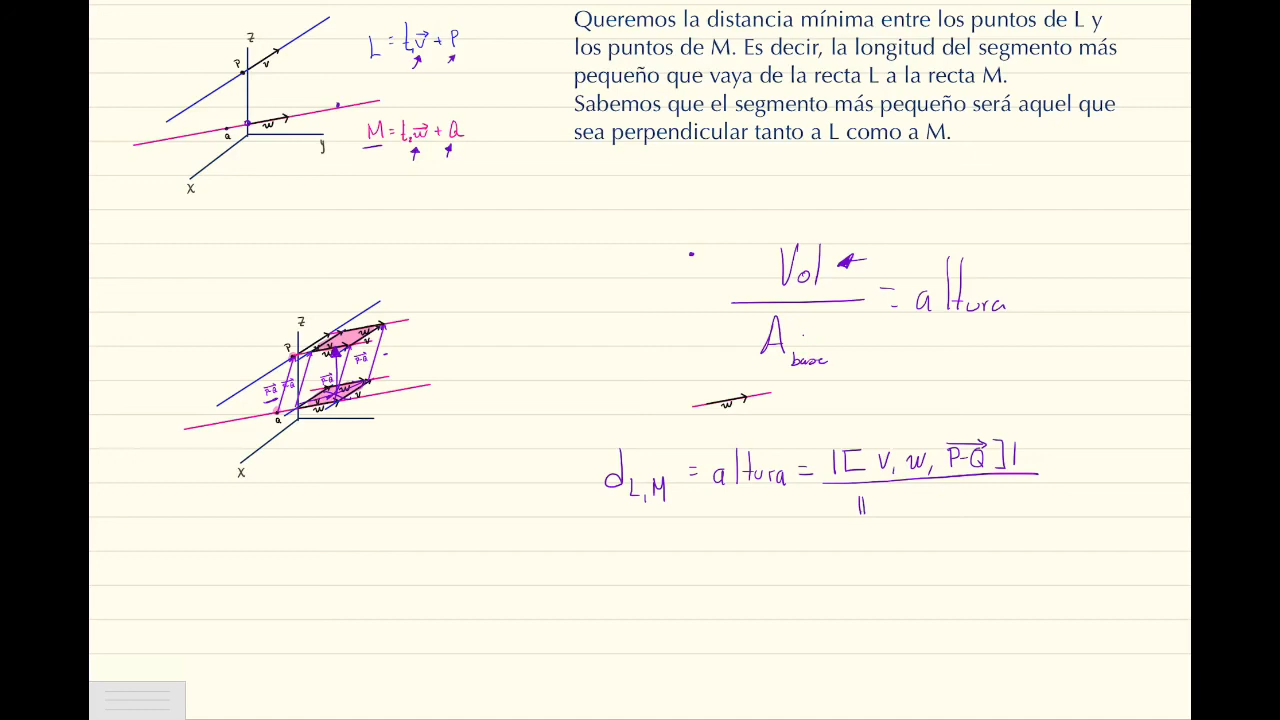 Queremos la distancia mínima entre los puntos de L y
los puntos de M. Es decir, la longitud del segmento más
pequeño que vaya de la recta L a la recta M.
Sabemos que el segmento más pequeño será aquel que
sea perpendicular tanto a L como a M.
z
P
v
L = t₁v⃗ + P
w
Q
M = t₂w⃗ + Q
y
x
Vol / A base = altura
z
P
v
w
v
w
v
P-Q
P-Q
P-Q
P-Q
w
v
w
v
Q
x
w
d L,M = altura = |[v, w, P-Q]| / ||